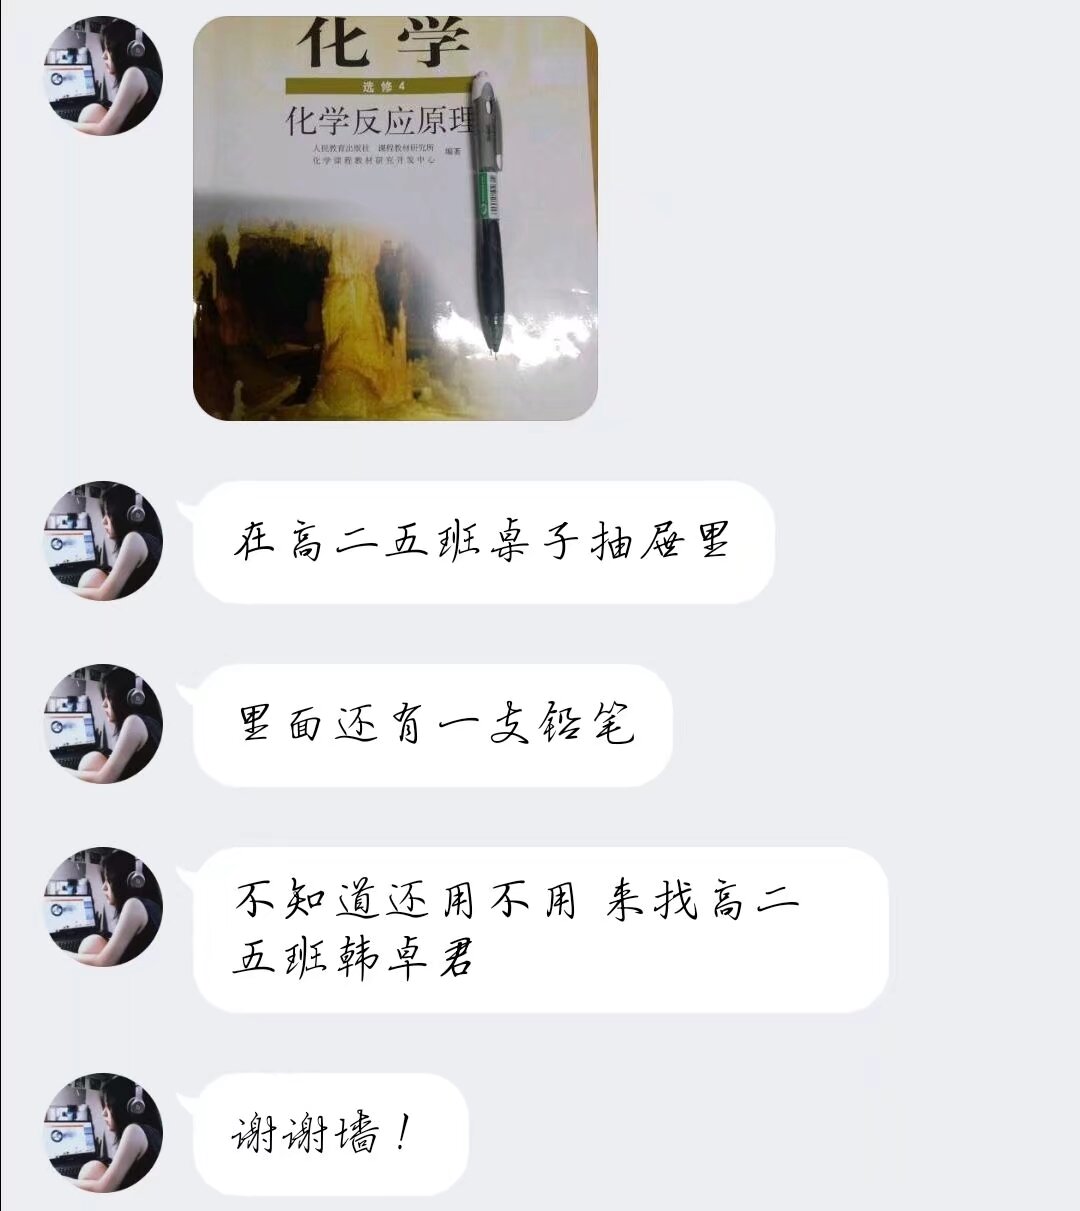 化学
选修4
化学反应原理
人民教育出版社 课程教材研究所
化学课程教材研究开发中心
编著
在高二五班桌子抽屉里
里面还有一支铅笔
不知道还用不用 来找高二
五班韩卓君
谢谢墙！